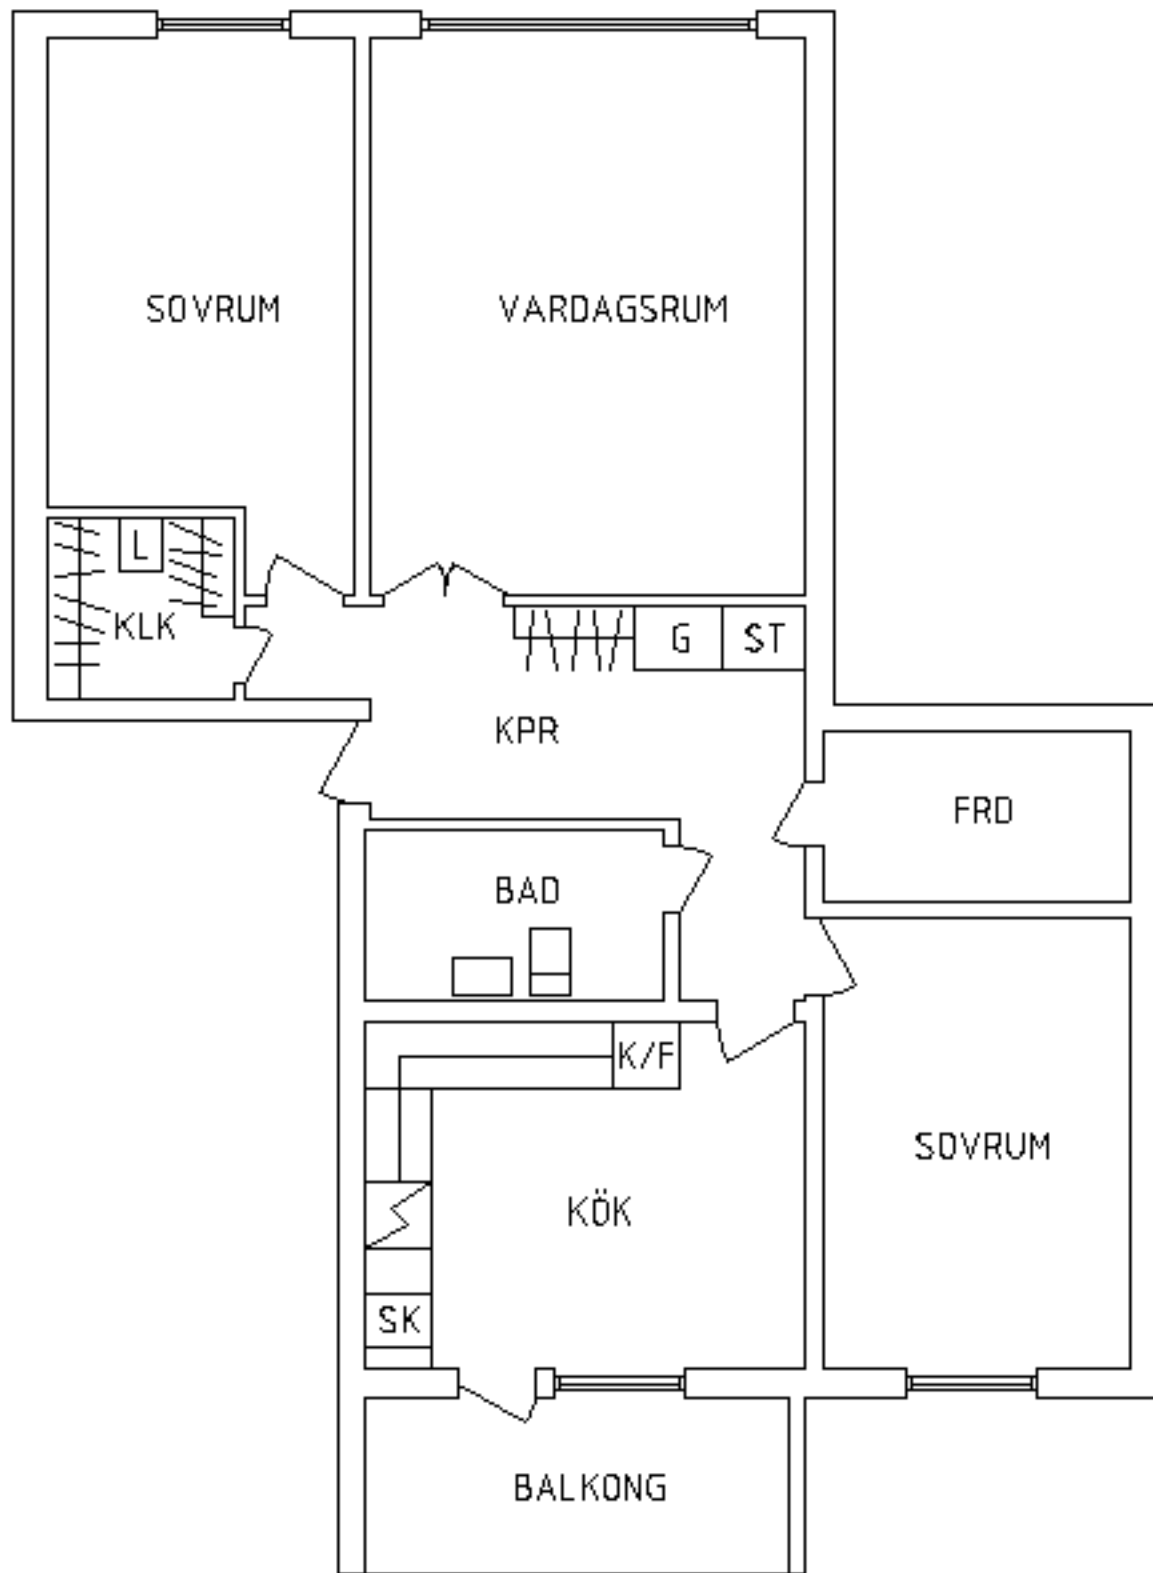 SOVRUM
VARDAGSRUM
L
KLK
G
ST
KPR
FRD
BAD
K/F
SOVRUM
KÖK
SK
BALKONG